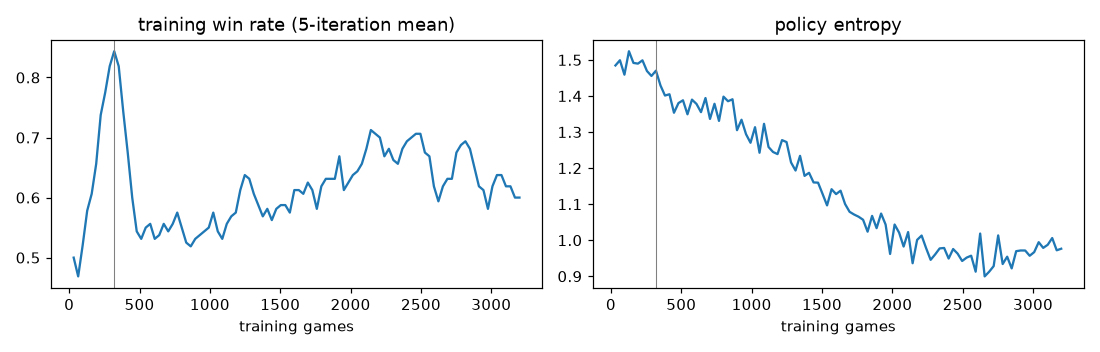 training win rate (5-iteration mean)
0.8
0.7
0.6
0.5
0 500 1000 1500 2000 2500 3000
training games
policy entropy
1.5
1.4
1.3
1.2
1.1
1.0
0.9
0 500 1000 1500 2000 2500 3000
training games